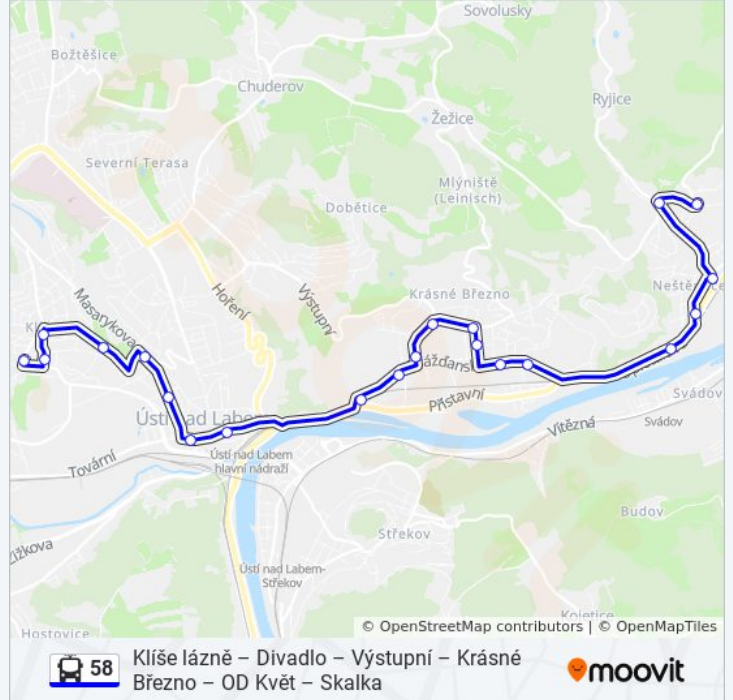 Sovolusky
Božtěšice
Chuderov
Ryjice
Žežice
Severní Terasa
Mlýniště
(Leinisch)
Dobětice
Hoření
Výstupní
Krásné Březno
Masarykova
Přístavní
Svádov
Vítězná
Svádov
Ústí nad Labem
Ústí nad Labem
hlavní nádraží
Tovární
Budov
Střekov
Žižkova
Ústí nad Labem-
Střekov
Kojetice
Hostovice
© OpenStreetMap contributors | © OpenMapTiles
58
Klíše lázně – Divadlo – Výstupní – Krásné
Březno – OD Květ – Skalka
moovit